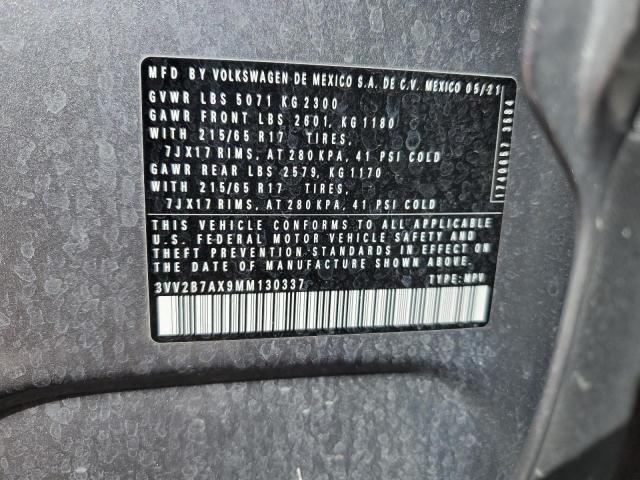 MFD BY VOLKSWAGEN DE MEXICO S.A. DE C.V. MEXICO 05/21
GVWR LBS 5071 KG 2300
GAWR FRONT LBS 2601, KG 1180
WITH 215/65 R17 TIRES,
7JX17 RIMS, AT 280 KPA, 41 PSI COLD
GAWR REAR LBS 2579, KG 1170
WITH 215/65 R17 TIRES,
7JX17 RIMS, AT 280 KPA, 41 PSI COLD
THIS VEHICLE CONFORMS TO ALL APPLICABLE
U.S. FEDERAL MOTOR VEHICLE SAFETY AND
THEFT PREVENTION STANDARDS IN EFFECT ON
THE DATE OF MANUFACTURE SHOWN ABOVE.
3VV2B7AX9MM130337 TYPE: MPV